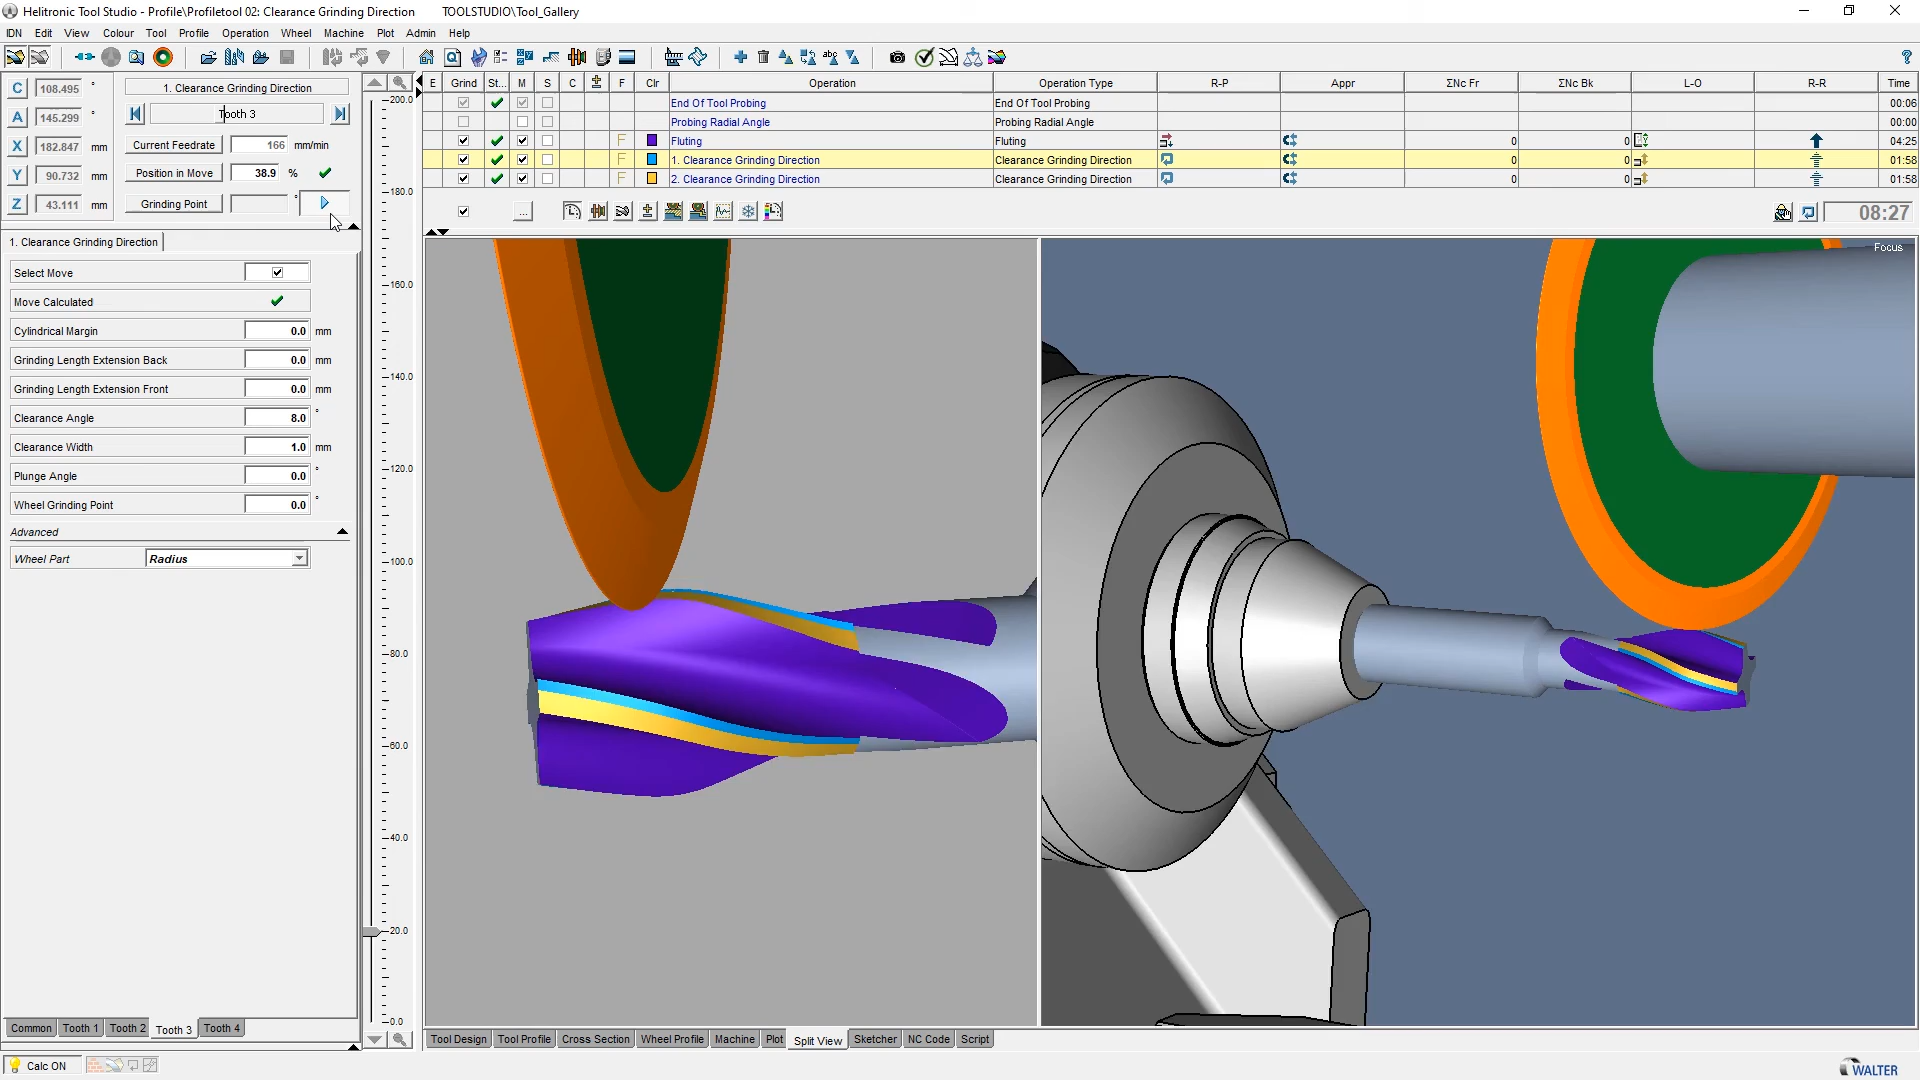 Helitronic Tool Studio - Profile\Profiletool 02: Clearance Grinding Direction TOOLSTUDIO\Tool_Gallery
IDN Edit View Colour Tool Profile Operation Wheel Machine Plot Admin Help
C 108.495 °
A 145.299 °
X 182.847 mm
Y 90.732 mm
Z 43.111 mm
1. Clearance Grinding Direction
Tooth 3
Current Feedrate 166 mm/min
Position in Move 38.9 %
Grinding Point °
1. Clearance Grinding Direction
Select Move
Move Calculated
Cylindrical Margin 0.0 mm
Grinding Length Extension Back 0.0 mm
Grinding Length Extension Front 0.0 mm
Clearance Angle 8.0 °
Clearance Width 1.0 mm
Plunge Angle 0.0 °
Wheel Grinding Point 0.0 °
Advanced
Wheel Part Radius
Common Tooth 1 Tooth 2 Tooth 3 Tooth 4
Calc ON
200.0
180.0
160.0
140.0
120.0
100.0
80.0
60.0
40.0
20.0
0.0
E Grind St... M S C F Clr Operation Operation Type R-P Appr ΣNc Fr ΣNc Bk L-O R-R Time
End Of Tool Probing End Of Tool Probing 00:06
Probing Radial Angle Probing Radial Angle 00:00
F Fluting Fluting 0 0 04:25
F 1. Clearance Grinding Direction Clearance Grinding Direction 0 0 01:58
F 2. Clearance Grinding Direction Clearance Grinding Direction 0 0 01:58
... 08:27
Focus
Tool Design Tool Profile Cross Section Wheel Profile Machine Plot Split View Sketcher NC Code Script
WALTER